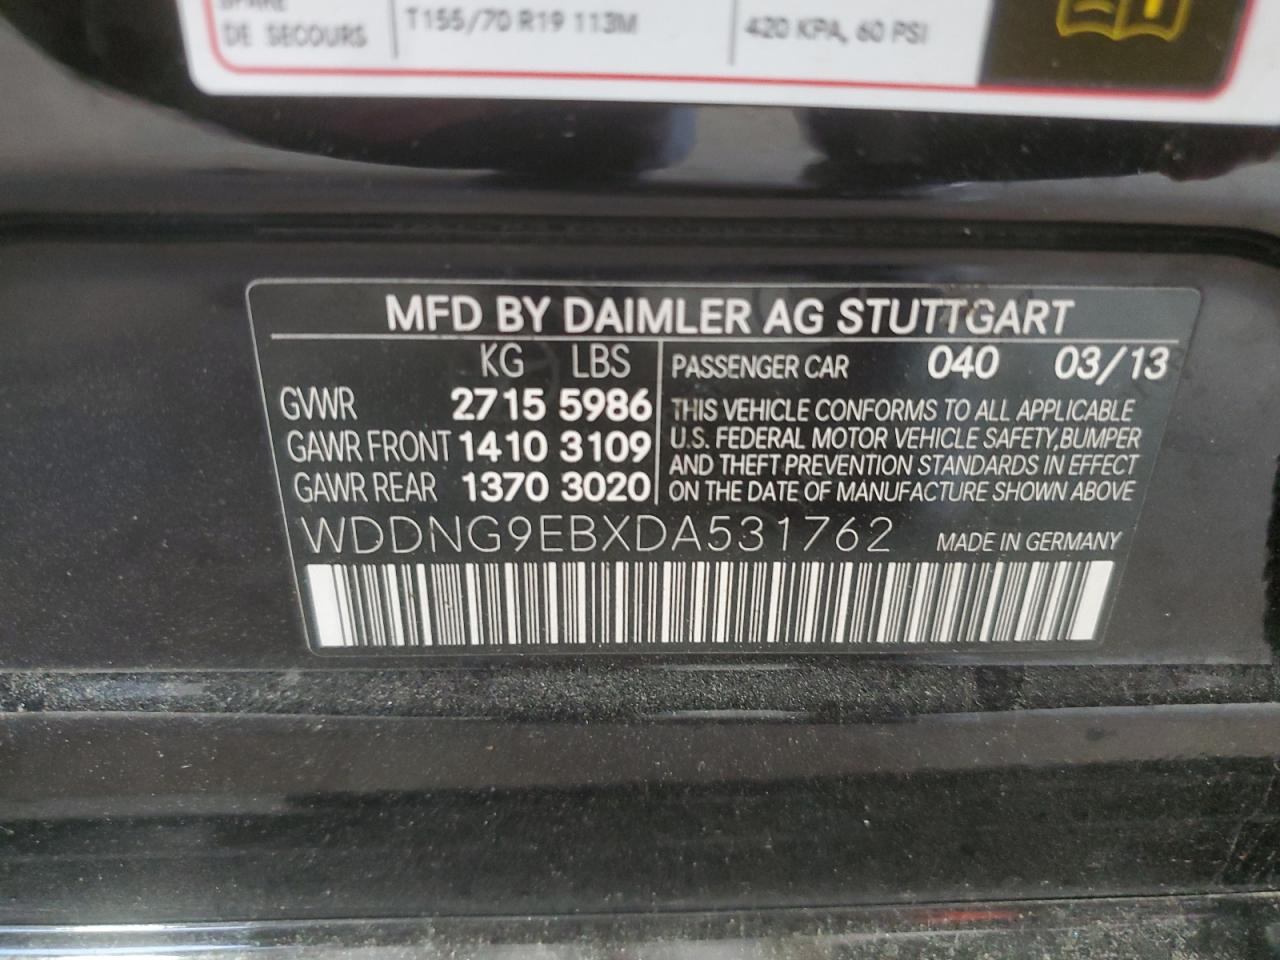 SPARE
DE SECOURS T155/70 R19 113M 420 KPA, 60 PSI
MFD BY DAIMLER AG STUTTGART
KG LBS
GVWR 2715 5986
GAWR FRONT 1410 3109
GAWR REAR 1370 3020
PASSENGER CAR 040 03/13
THIS VEHICLE CONFORMS TO ALL APPLICABLE
U.S. FEDERAL MOTOR VEHICLE SAFETY,BUMPER
AND THEFT PREVENTION STANDARDS IN EFFECT
ON THE DATE OF MANUFACTURE SHOWN ABOVE
WDDNG9EBXDA531762 MADE IN GERMANY